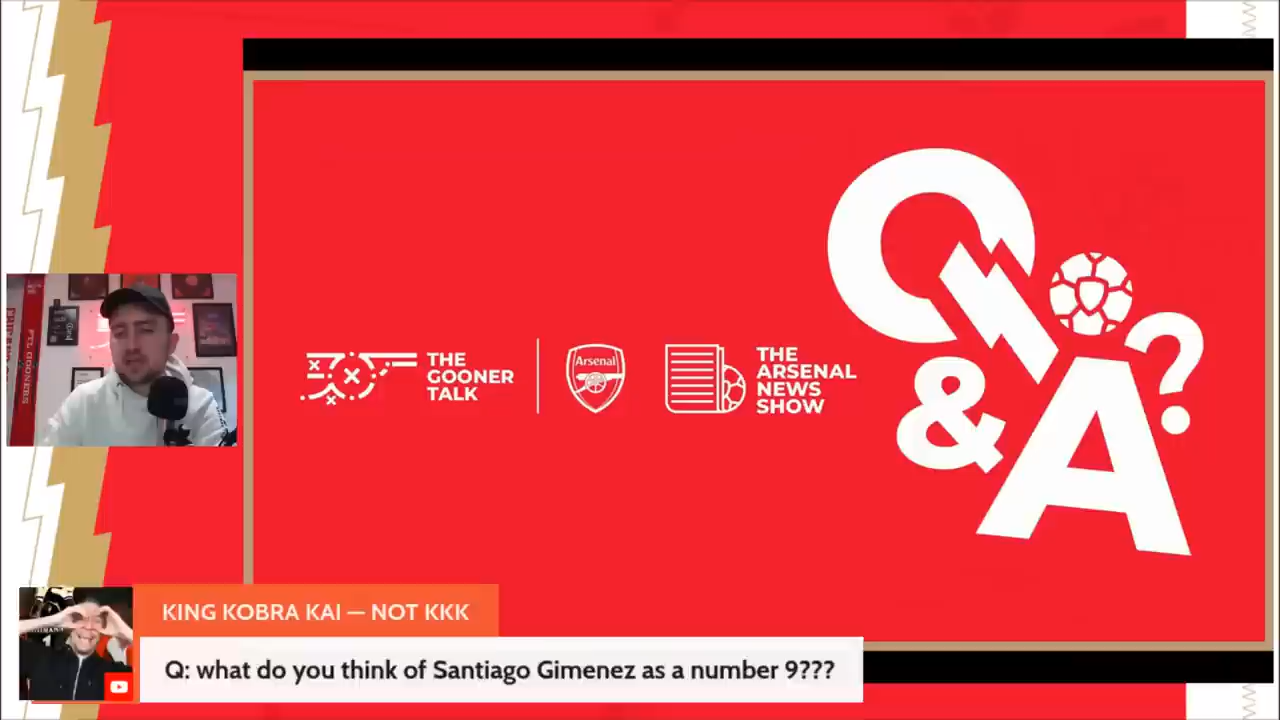 Q
&
A
?
THE
GOONER
TALK
Arsenal
THE
ARSENAL
NEWS
SHOW
KING KOBRA KAI — NOT KKK
Q: what do you think of Santiago Gimenez as a number 9???